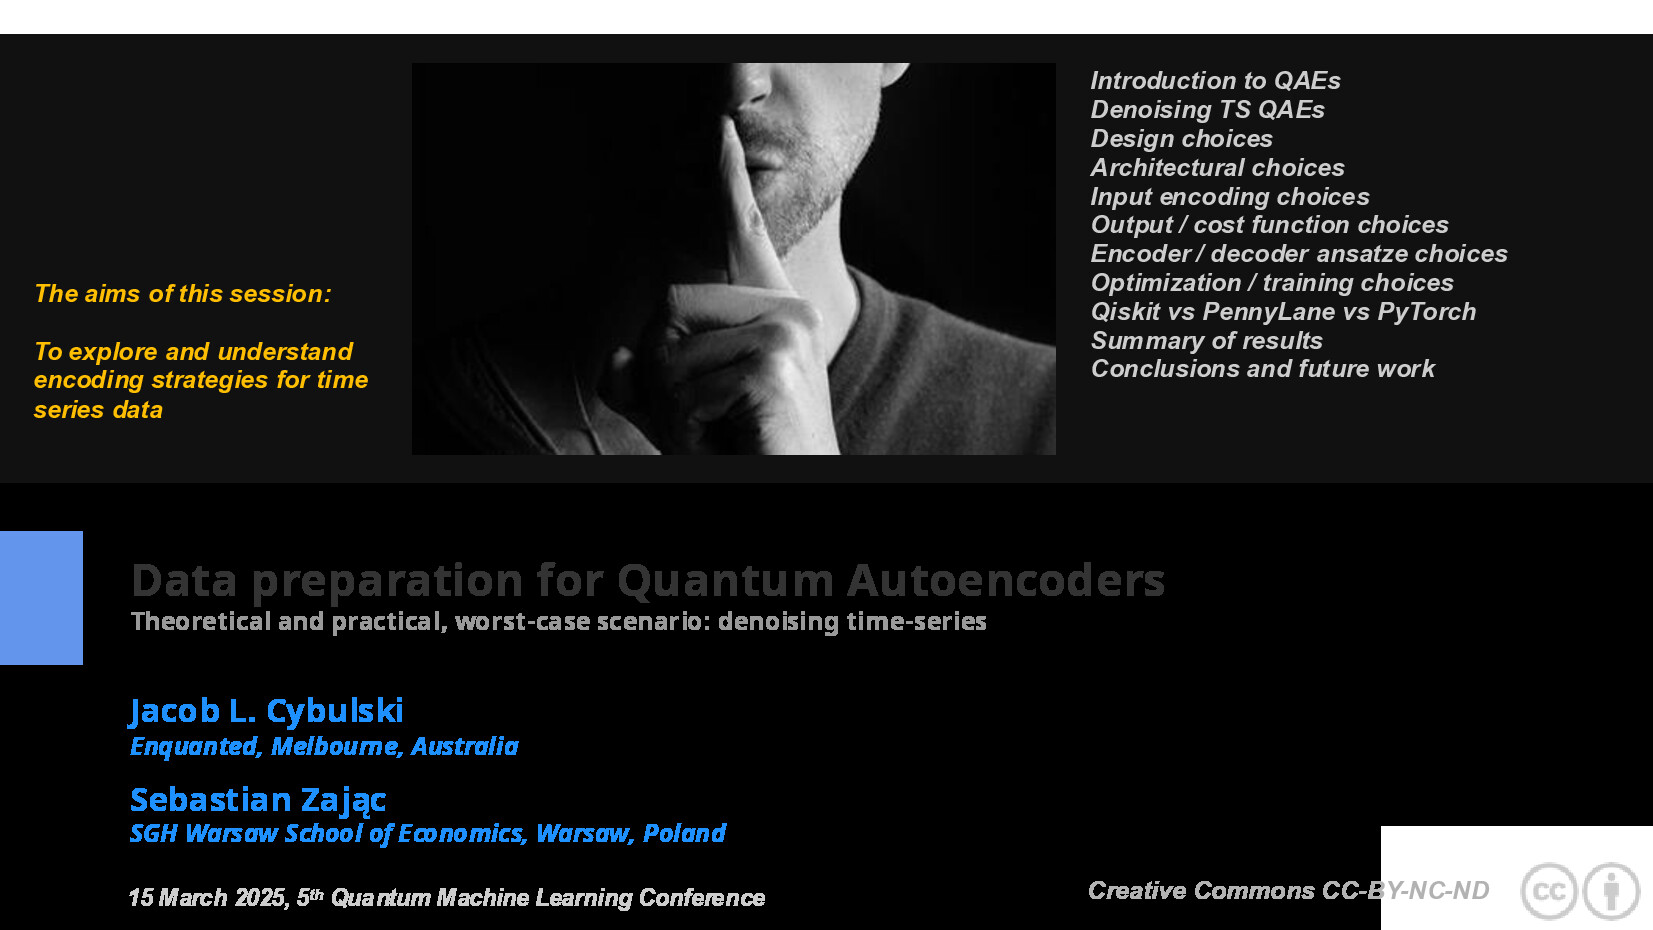 The aims of this session:
To explore and understand
encoding strategies for time
series data
Introduction to QAEs
Denoising TS QAEs
Design choices
Architectural choices
Input encoding choices
Output / cost function choices
Encoder / decoder ansatze choices
Optimization / training choices
Qiskit vs PennyLane vs PyTorch
Summary of results
Conclusions and future work
Data preparation for Quantum Autoencoders
Theoretical and practical, worst-case scenario: denoising time-series
Jacob L. Cybulski
Enquanted, Melbourne, Australia
Sebastian Zając
SGH Warsaw School of Economics, Warsaw, Poland
15 March 2025, 5th Quantum Machine Learning Conference
Creative Commons CC-BY-NC-ND
cc